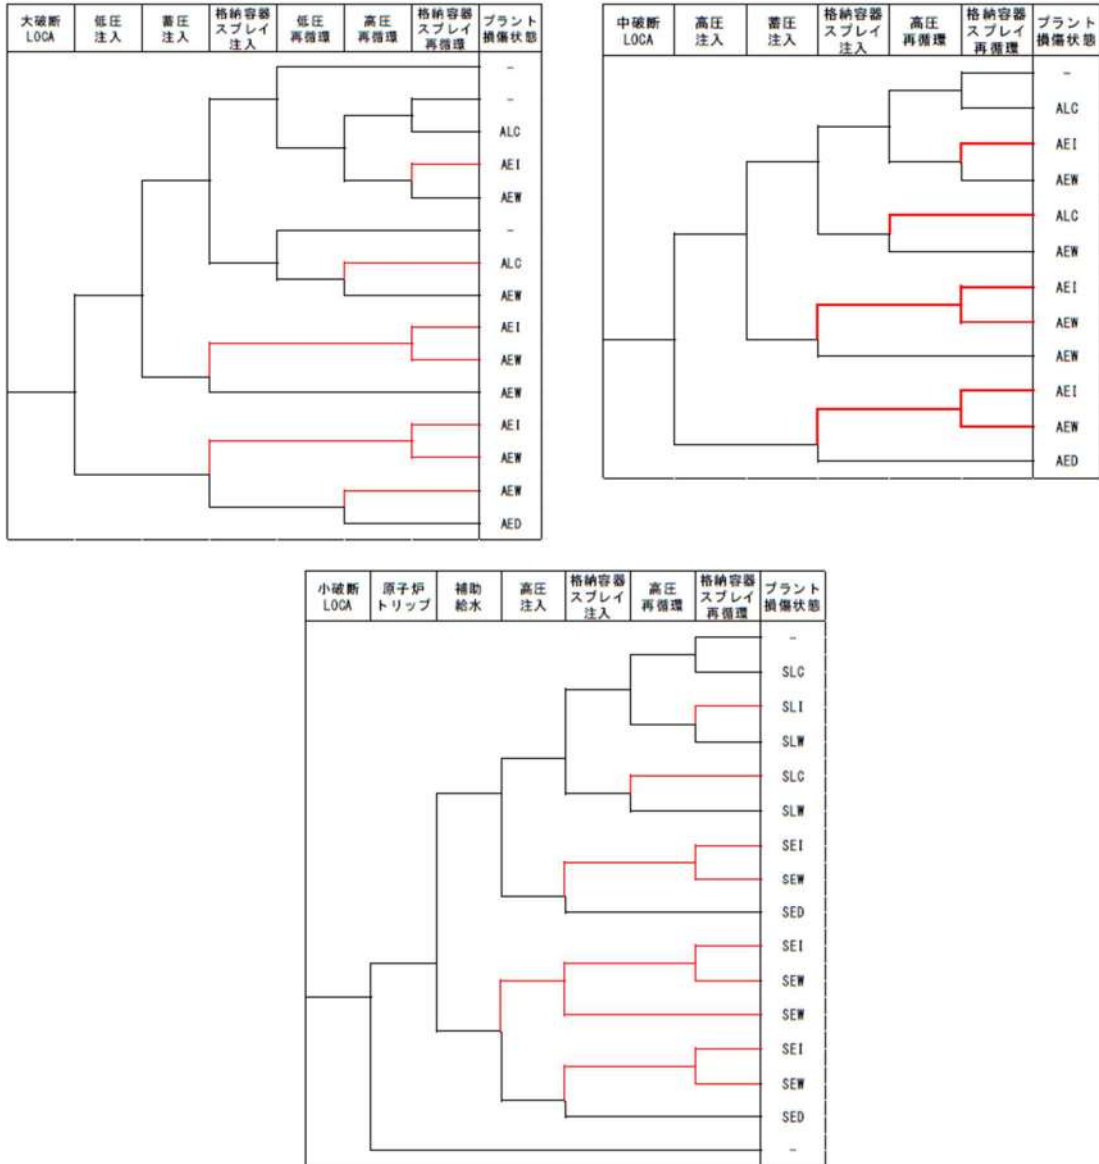 大破断 LOCA
低圧 注入
蓄圧 注入
格納容器 スプレイ 注入
低圧 再循環
高圧 再循環
格納容器 スプレイ 再循環
プラント 損傷状態
-
-
ALC
AEI
AEW
-
ALC
AEW
AEI
AEW
AEW
AEI
AEW
AEW
AED
中破断 LOCA
高圧 注入
蓄圧 注入
格納容器 スプレイ 注入
高圧 再循環
格納容器 スプレイ 再循環
プラント 損傷状態
-
ALC
AEI
AEW
ALC
AEW
AEI
AEW
AEW
AEI
AEW
AED
小破断 LOCA
原子炉 トリップ
補助 給水
高圧 注入
格納容器 スプレイ 注入
高圧 再循環
格納容器 スプレイ 再循環
プラント 損傷状態
-
SLC
SLI
SLW
SLC
SLW
SEI
SEW
SED
SEI
SEW
SEW
SEI
SEW
SED
-